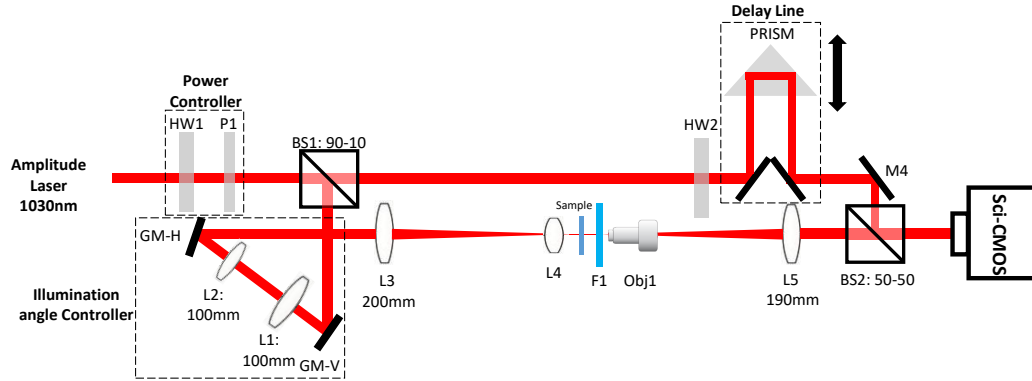 Delay Line
PRISM
Power
Controller
HW1
P1
BS1: 90-10
HW2
Amplitude
Laser
1030nm
M4
Sci-CMOS
GM-H
Sample
L3
200mm
L4
F1
Obj1
L5
190mm
BS2: 50-50
L2:
100mm
Illumination
angle Controller
L1:
100mm
GM-V